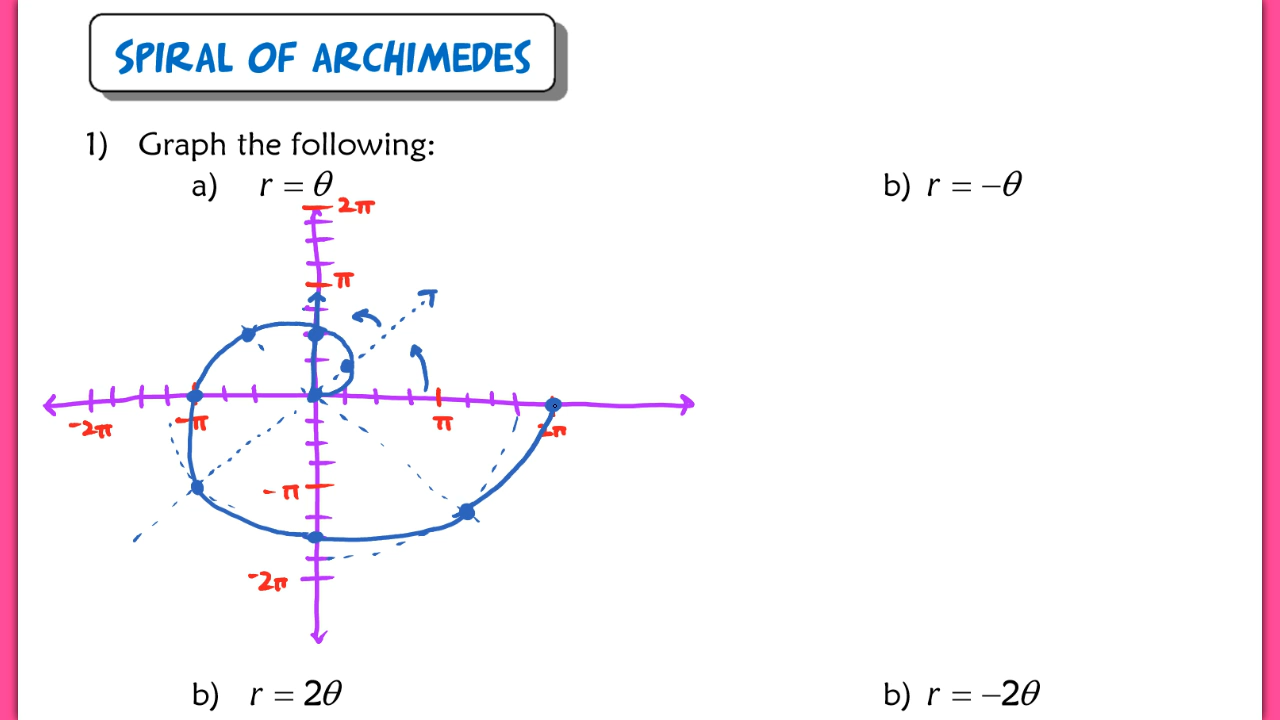 SPIRAL OF ARCHIMEDES
1) Graph the following:
a) r = θ
b) r = −θ
2π
π
-2π
-π
π
2π
-π
-2π
b) r = 2θ
b) r = −2θ